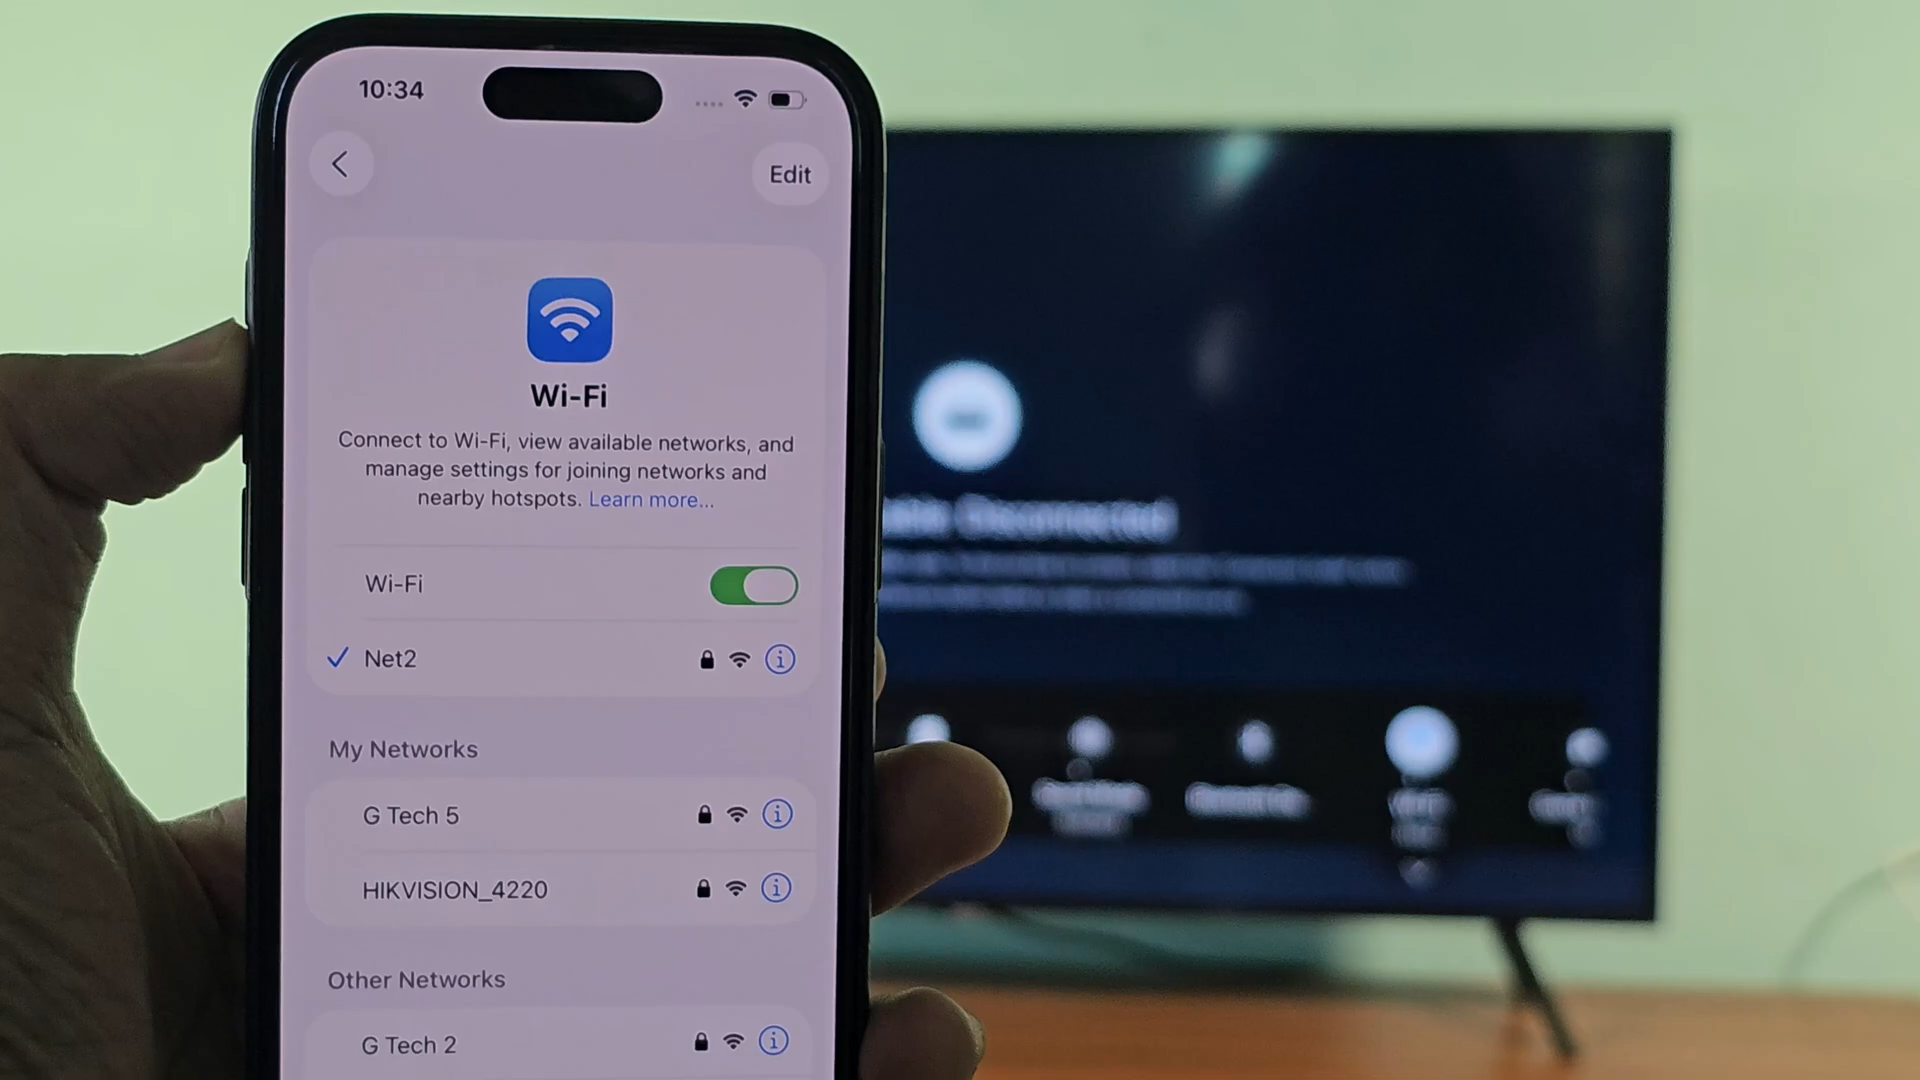 10:34
Edit
Wi-Fi
Connect to Wi-Fi, view available networks, and
manage settings for joining networks and
nearby hotspots. Learn more...
Wi-Fi
Net2
My Networks
G Tech 5
HIKVISION_4220
Other Networks
G Tech 2
Disconnected